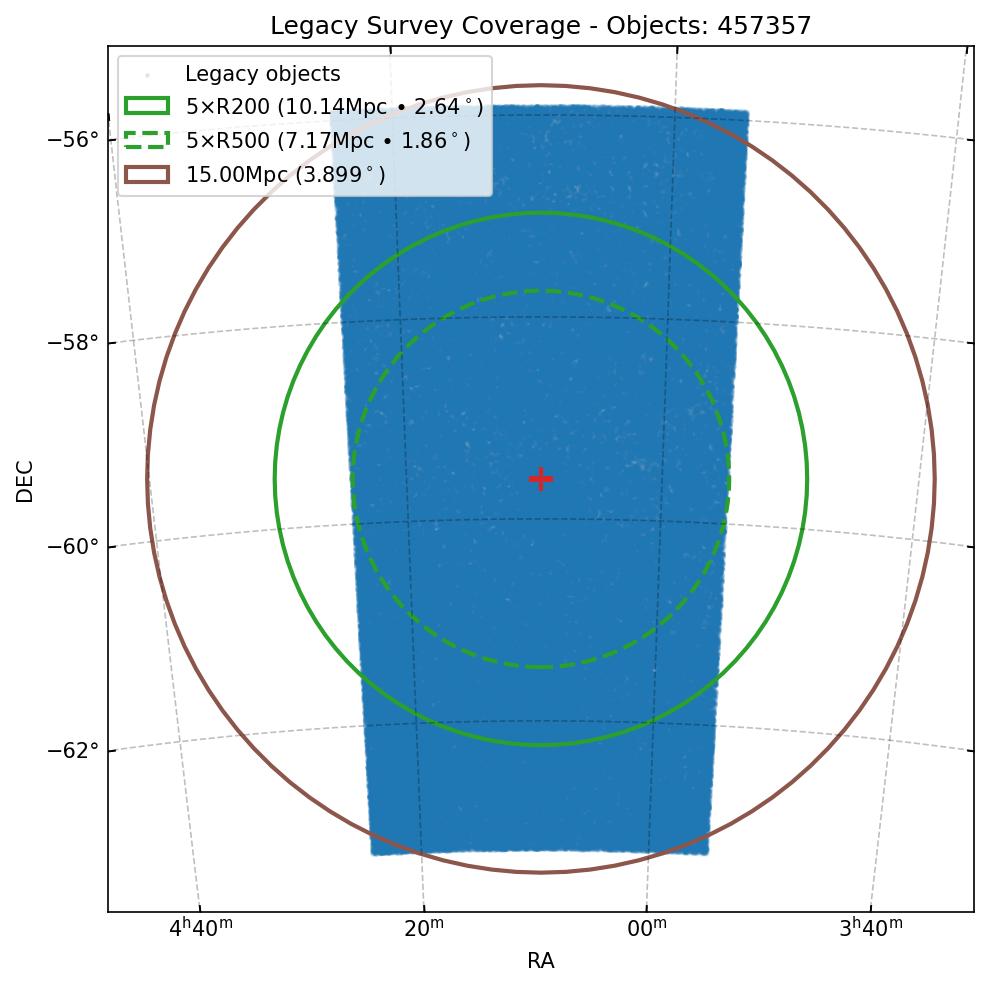 Legacy Survey Coverage - Objects: 457357
Legacy objects
5×R200 (10.14Mpc • 2.64°)
5×R500 (7.17Mpc • 1.86°)
15.00Mpc (3.899°)
−56°
−58°
−60°
−62°
DEC
4ʰ40ᵐ
20ᵐ
00ᵐ
3ʰ40ᵐ
RA